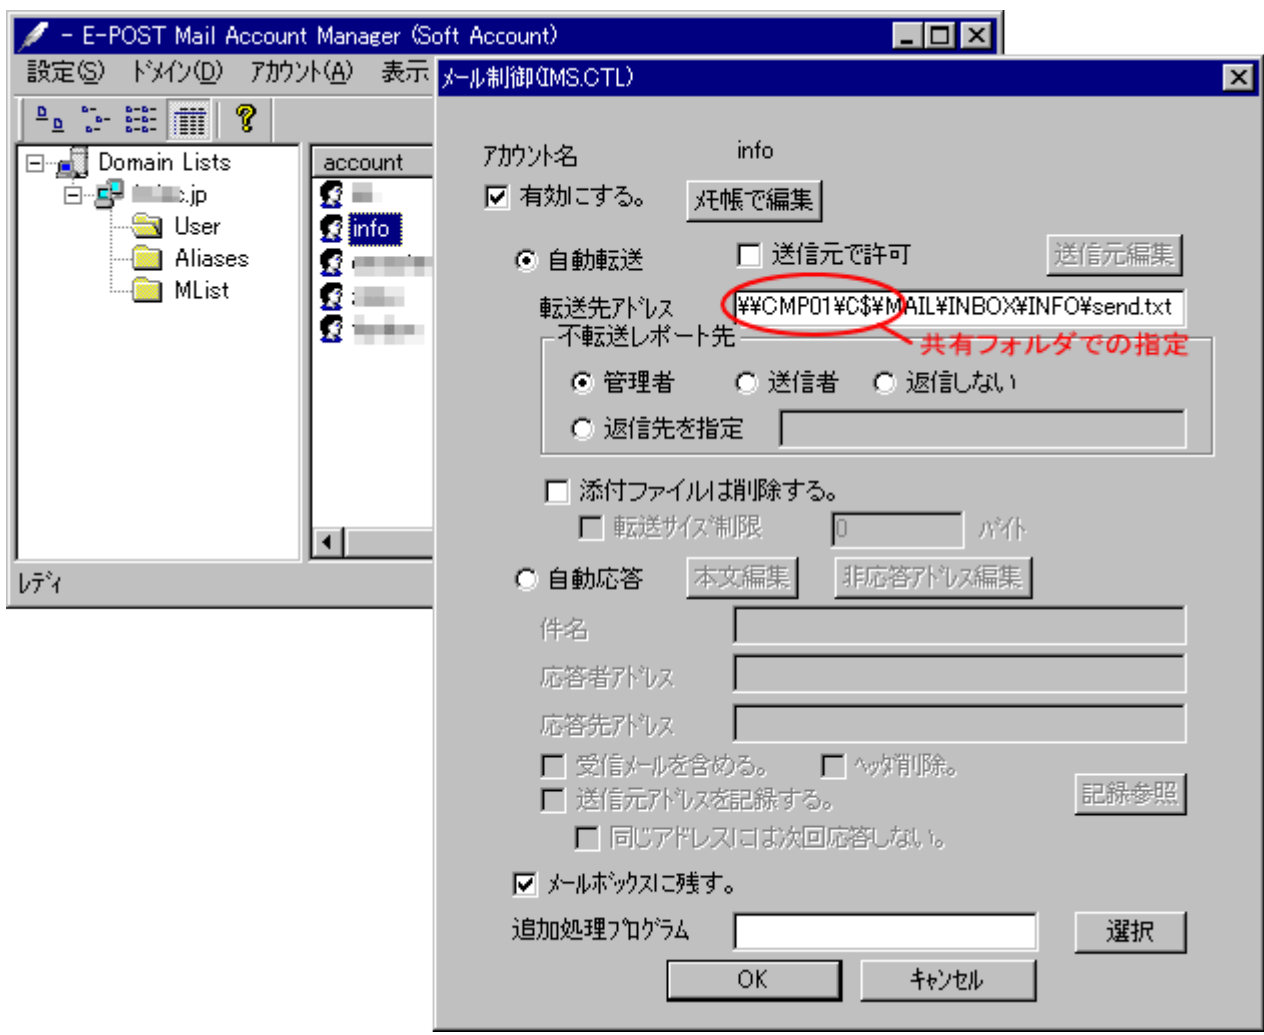 - E-POST Mail Account Manager (Soft Account)
設定(S) ドメイン(D) アカウント(A) 表示
Domain Lists
.jp
User
Aliases
MList
account
info
レディ
メール制御(IMS.CTL)
アカウント名 info
有効にする。 メモ帳で編集
自動転送 送信元で許可 送信元編集
転送先アドレス ¥¥CMP01¥C$¥MAIL¥INBOX¥INFO¥send.txt
共有フォルダでの指定
不転送レポート先
管理者 送信者 返信しない
返信先を指定
添付ファイルは削除する。
転送サイズ制限 0 バイト
自動応答 本文編集 非応答アドレス編集
件名
応答者アドレス
応答先アドレス
受信メールを含める。 ヘッダ削除。
送信元アドレスを記録する。 記録参照
同じアドレスには次回応答しない。
メールボックスに残す。
追加処理プログラム 選択
OK キャンセル